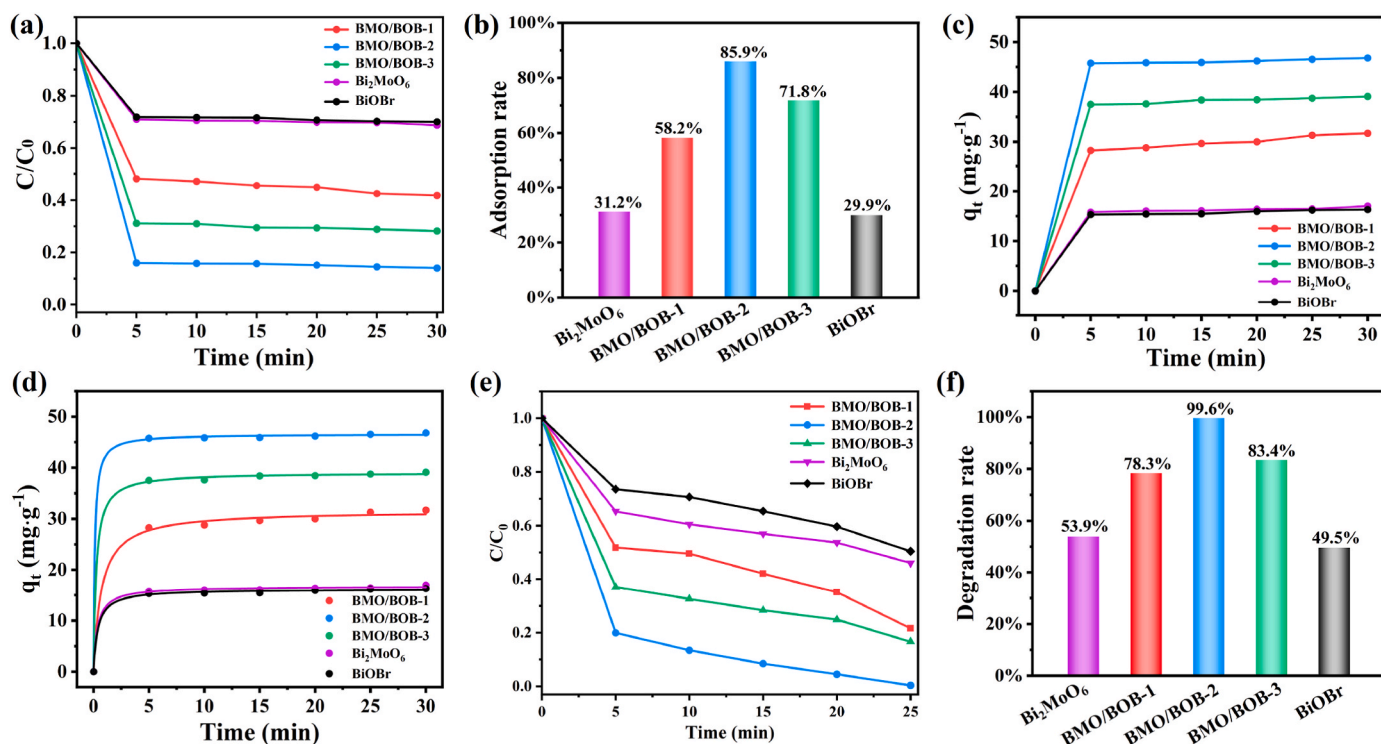 (a)
C/C0
1.0
0.8
0.6
0.4
0.2
0.0
0 5 10 15 20 25 30
Time (min)
BMO/BOB-1
BMO/BOB-2
BMO/BOB-3
Bi₂MoO₆
BiOBr
(b)
Adsorption rate
100%
80%
60%
40%
20%
0%
31.2%
58.2%
85.9%
71.8%
29.9%
Bi₂MoO₆
BMO/BOB-1
BMO/BOB-2
BMO/BOB-3
BiOBr
(c)
qₜ (mg·g⁻¹)
50
40
30
20
10
0
0 5 10 15 20 25 30
Time (min)
BMO/BOB-1
BMO/BOB-2
BMO/BOB-3
Bi₂MoO₆
BiOBr
(d)
qₜ (mg·g⁻¹)
50
40
30
20
10
0
0 5 10 15 20 25 30
Time (min)
BMO/BOB-1
BMO/BOB-2
BMO/BOB-3
Bi₂MoO₆
BiOBr
(e)
C/C₀
1.0
0.8
0.6
0.4
0.2
0.0
0 5 10 15 20 25
Time (min)
BMO/BOB-1
BMO/BOB-2
BMO/BOB-3
Bi₂MoO₆
BiOBr
(f)
Degradation rate
100%
80%
60%
40%
20%
0%
53.9%
78.3%
99.6%
83.4%
49.5%
Bi₂MoO₆
BMO/BOB-1
BMO/BOB-2
BMO/BOB-3
BiOBr